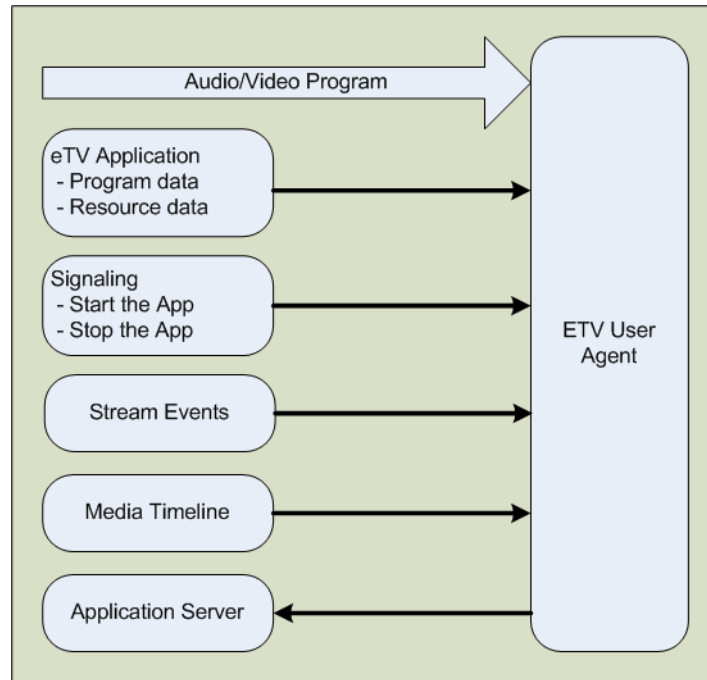 Audio/Video Program
eTV Application
- Program data
- Resource data
Signaling
- Start the App
- Stop the App
Stream Events
Media Timeline
Application Server
ETV User
Agent